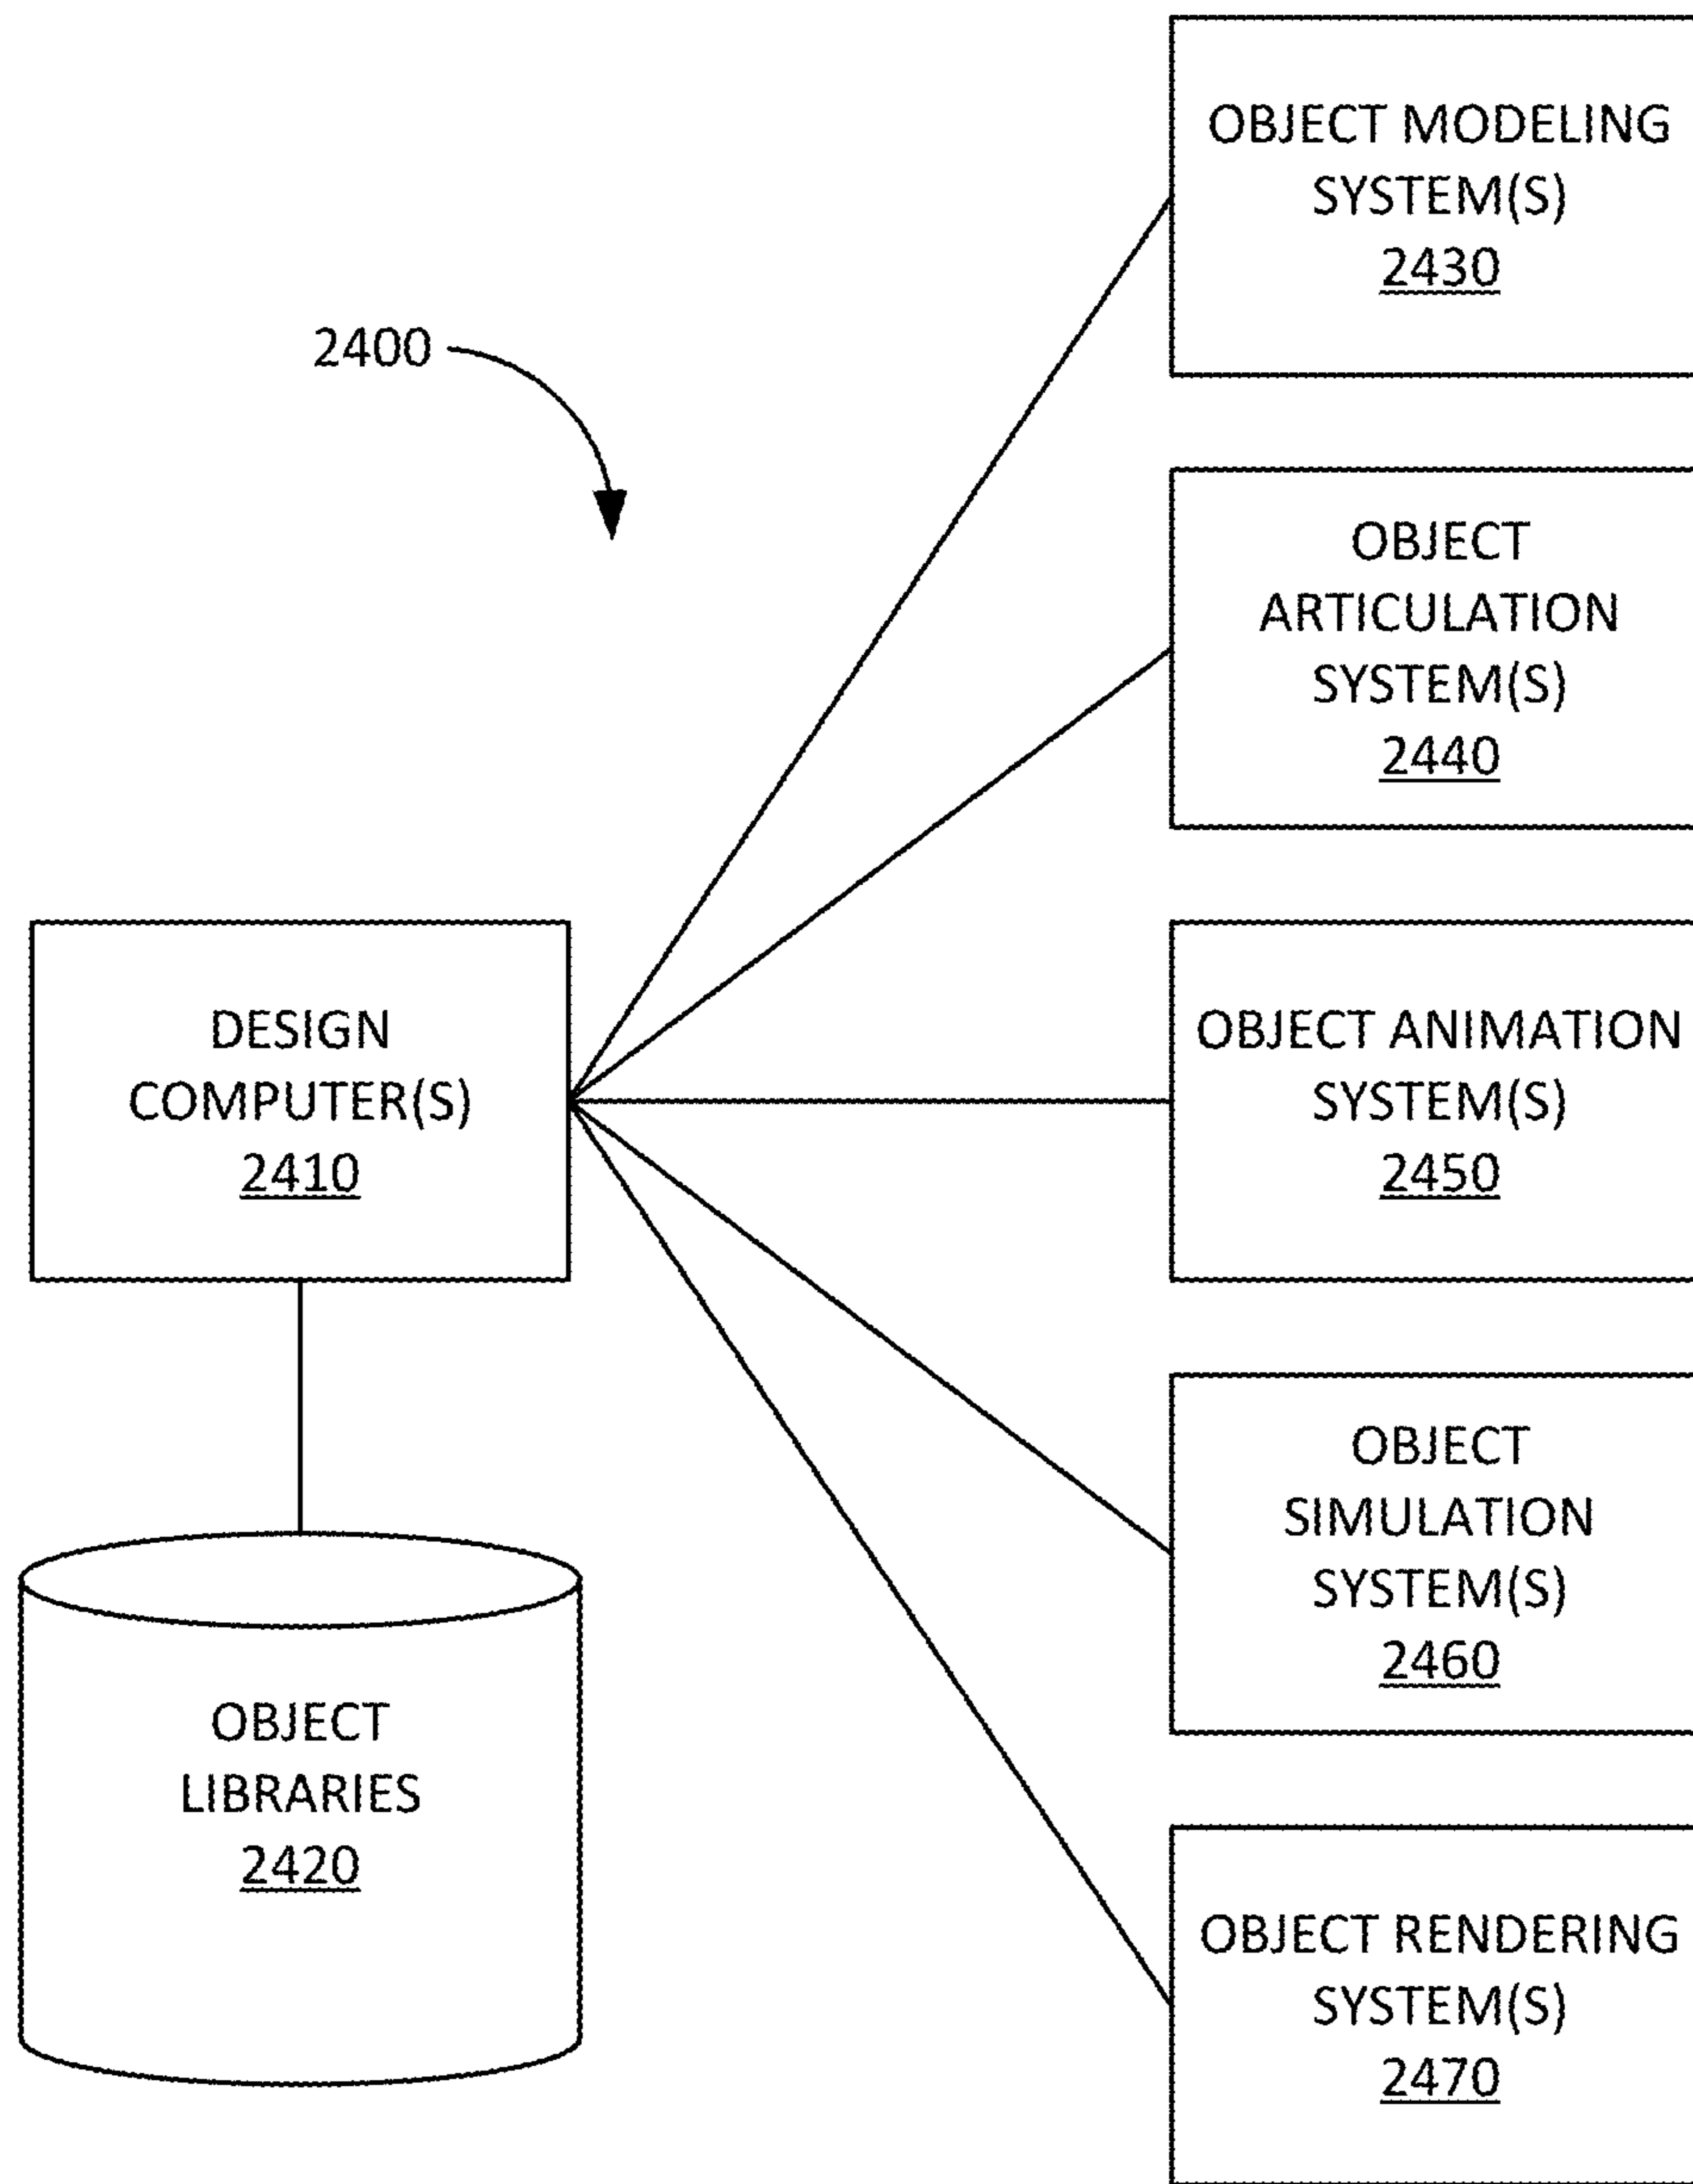 OBJECT MODELING
SYSTEM(S)
2430
2400
OBJECT
ARTICULATION
SYSTEM(S)
2440
DESIGN
COMPUTER(S)
2410
OBJECT ANIMATION
SYSTEM(S)
2450
OBJECT
SIMULATION
SYSTEM(S)
2460
OBJECT
LIBRARIES
2420
OBJECT RENDERING
SYSTEM(S)
2470